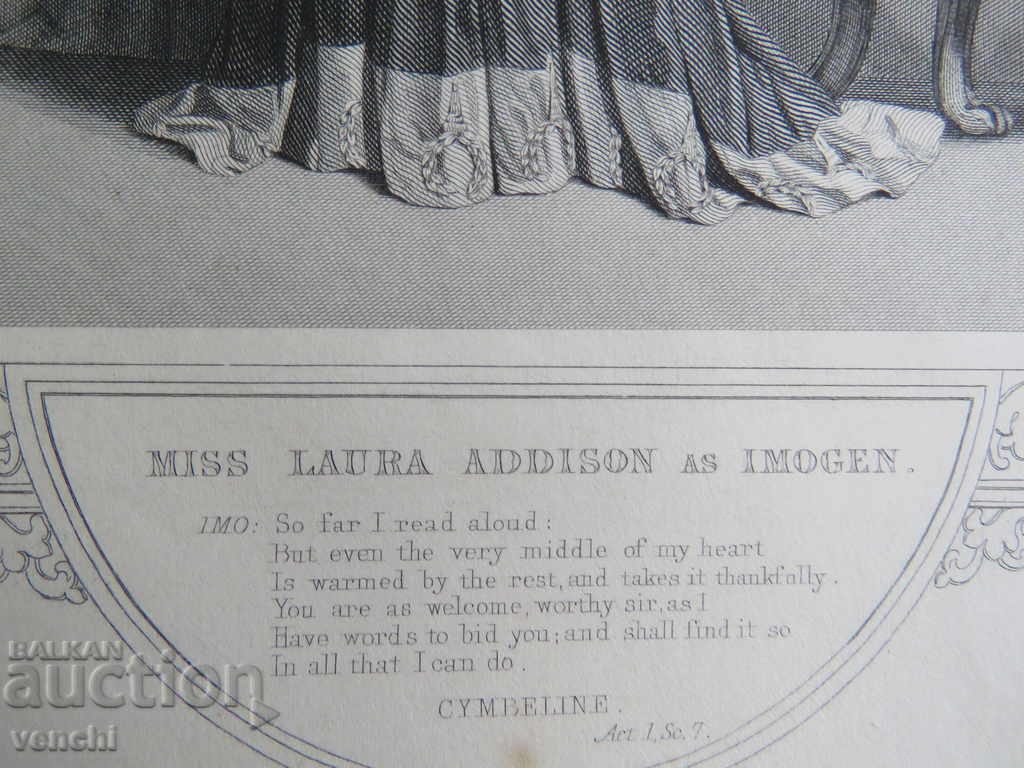 MISS LAURA ADDISON AS IMOGEN.
IMO: So far I read aloud:
But even the very middle of my heart
Is warmed by the rest, and takes it thankfully.
You are as welcome, worthy sir, as I
Have words to bid you; and shall find it so
In all that I can do.
CYMBELINE.
Act 1, Sc. 7.
BALKAN
auction
venchi